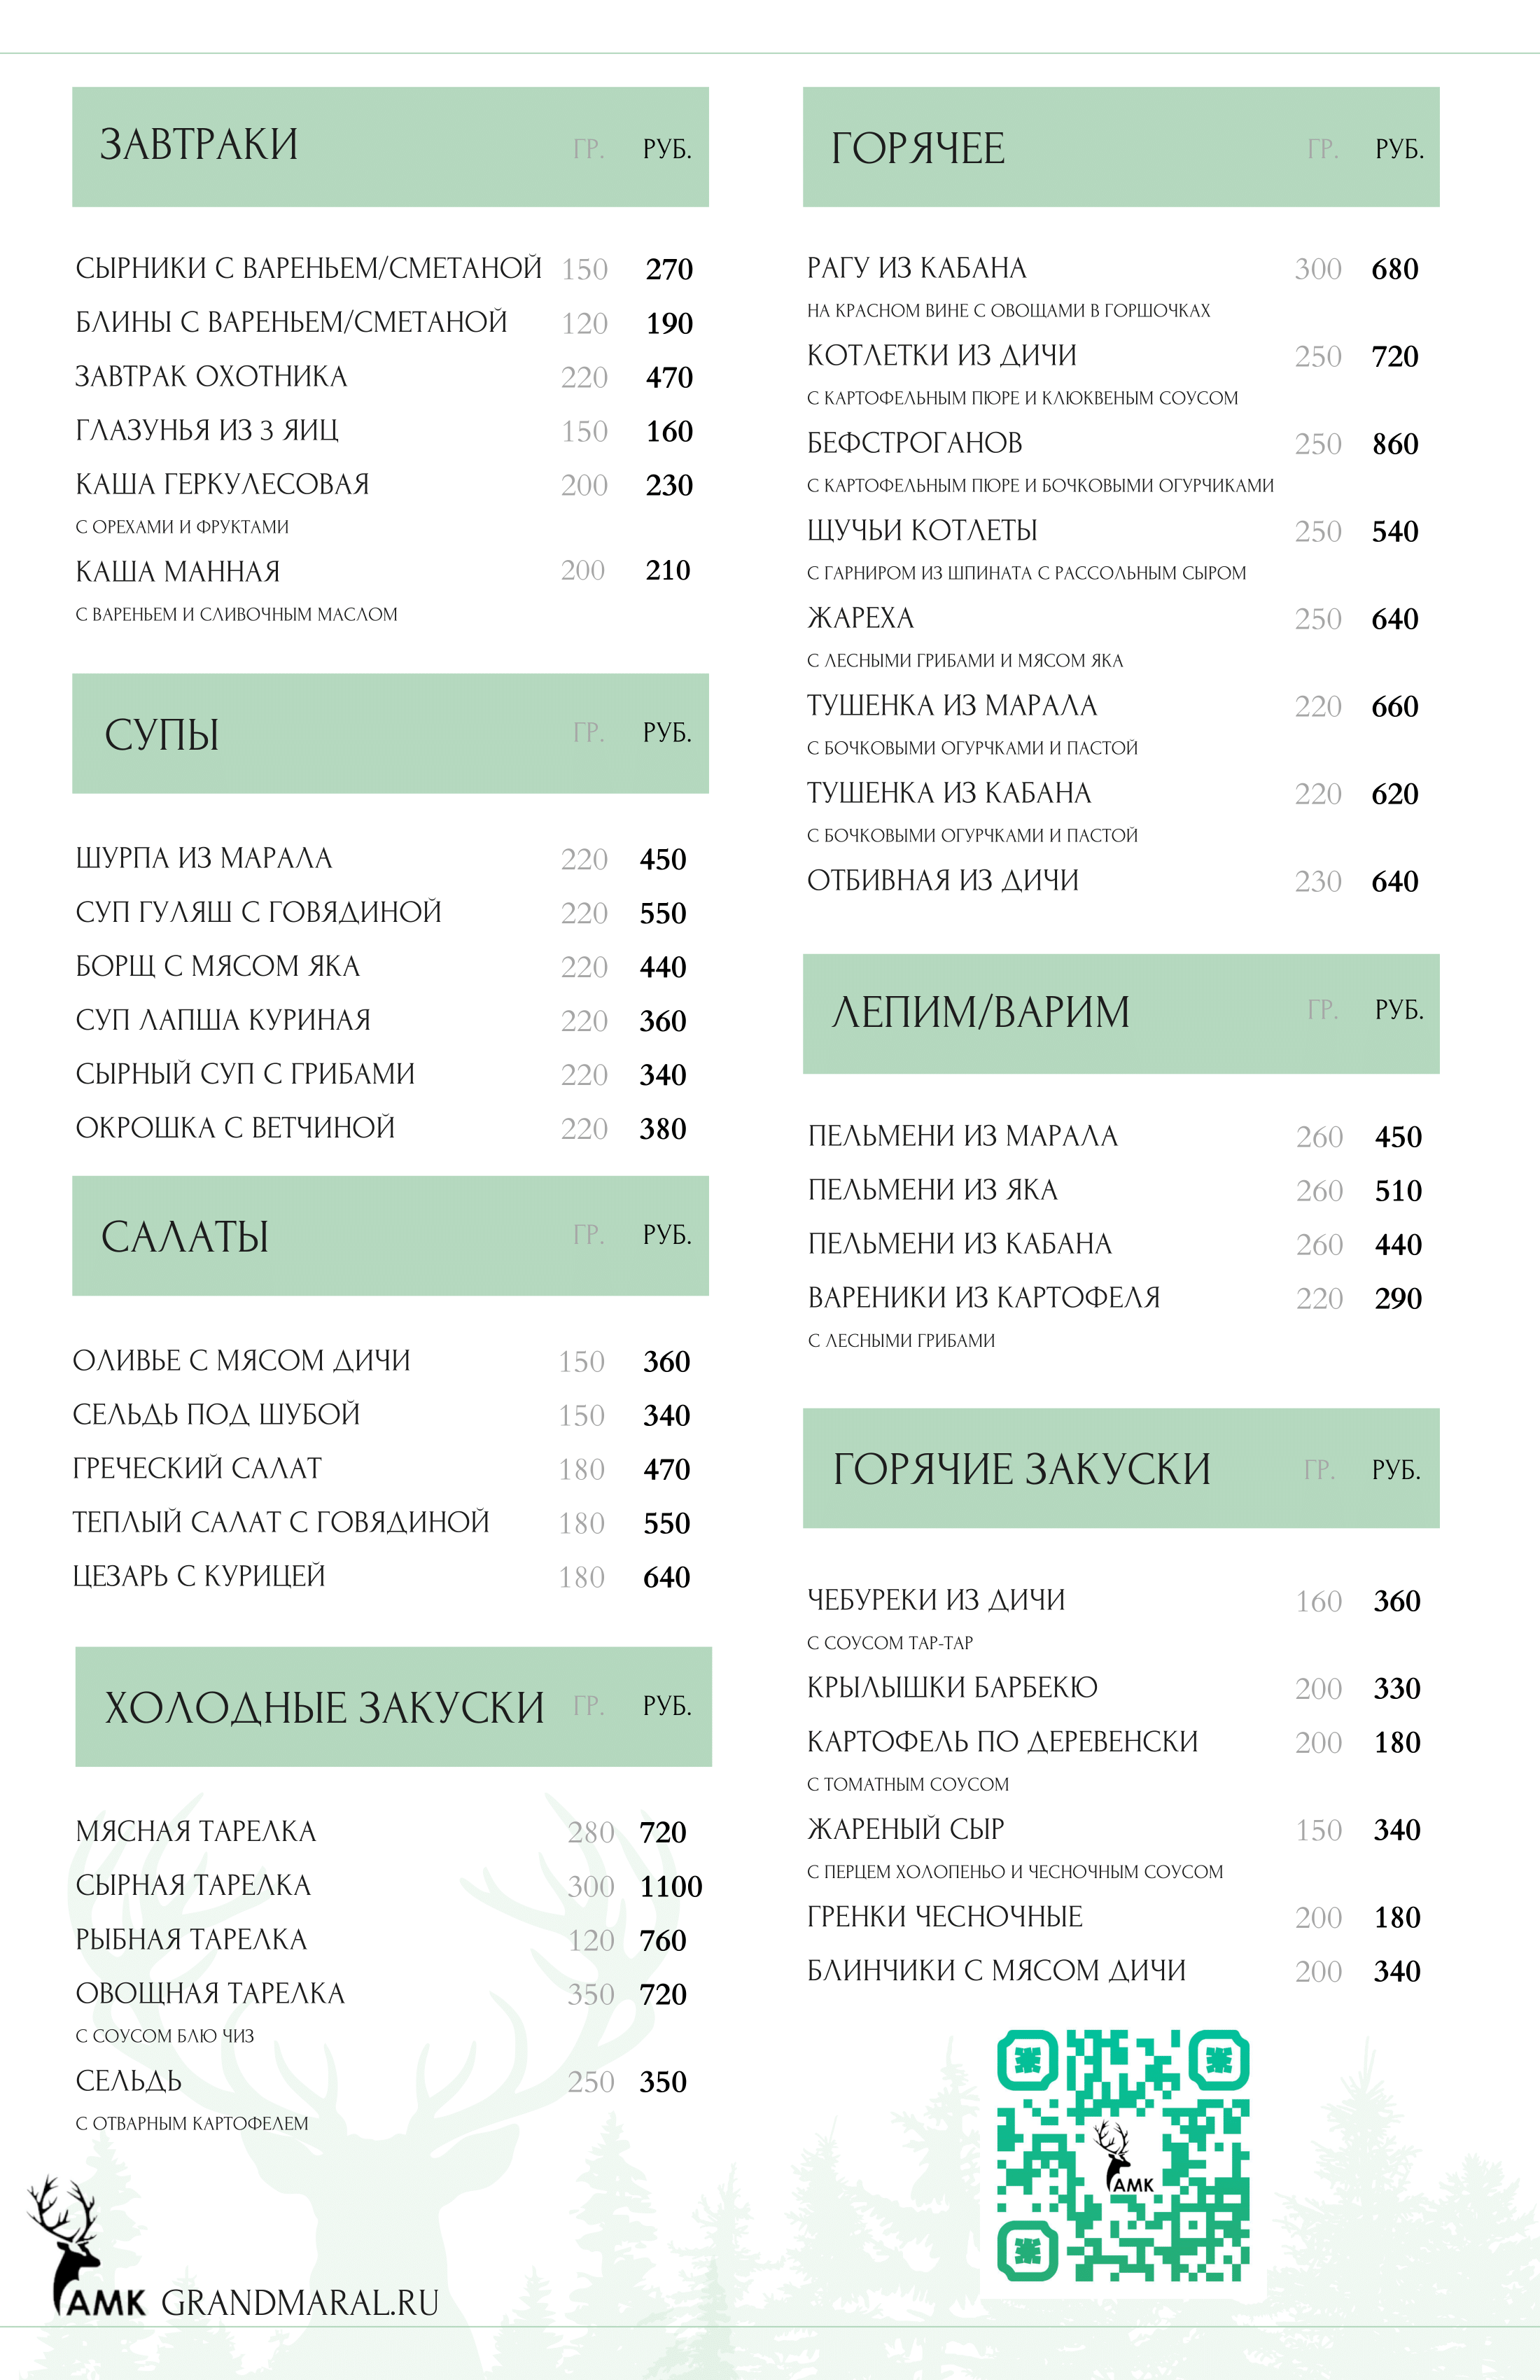 ЗАВТРАКИ ГР. РУБ.
СЫРНИКИ С ВАРЕНЬЕМ/СМЕТАНОЙ 150 270
БЛИНЫ С ВАРЕНЬЕМ/СМЕТАНОЙ 120 190
ЗАВТРАК ОХОТНИКА 220 470
ГЛАЗУНЬЯ ИЗ 3 ЯИЦ 150 160
КАША ГЕРКУЛЕСОВАЯ 200 230
С ОРЕХАМИ И ФРУКТАМИ
КАША МАННАЯ 200 210
С ВАРЕНЬЕМ И СЛИВОЧНЫМ МАСЛОМ
СУПЫ ГР. РУБ.
ШУРПА ИЗ МАРАЛА 220 450
СУП ГУЛЯШ С ГОВЯДИНОЙ 220 550
БОРЩ С МЯСОМ ЯКА 220 440
СУП ЛАПША КУРИНАЯ 220 360
СЫРНЫЙ СУП С ГРИБАМИ 220 340
ОКРОШКА С ВЕТЧИНОЙ 220 380
САЛАТЫ ГР. РУБ.
ОЛИВЬЕ С МЯСОМ ДИЧИ 150 360
СЕЛЬДЬ ПОД ШУБОЙ 150 340
ГРЕЧЕСКИЙ САЛАТ 180 470
ТЕПЛЫЙ САЛАТ С ГОВЯДИНОЙ 180 550
ЦЕЗАРЬ С КУРИЦЕЙ 180 640
ХОЛОДНЫЕ ЗАКУСКИ ГР. РУБ.
МЯСНАЯ ТАРЕЛКА 280 720
СЫРНАЯ ТАРЕЛКА 300 1100
РЫБНАЯ ТАРЕЛКА 120 760
ОВОЩНАЯ ТАРЕЛКА 350 720
С СОУСОМ БЛЮ ЧИЗ
СЕЛЬДЬ 250 350
С ОТВАРНЫМ КАРТОФЕЛЕМ
АМК GRANDMARAL.RU
ГОРЯЧЕЕ ГР. РУБ.
РАГУ ИЗ КАБАНА 300 680
НА КРАСНОМ ВИНЕ С ОВОЩАМИ В ГОРШОЧКАХ
КОТЛЕТКИ ИЗ ДИЧИ 250 720
С КАРТОФЕЛЬНЫМ ПЮРЕ И КЛЮКВЕНЫМ СОУСОМ
БЕФСТРОГАНОВ 250 860
С КАРТОФЕЛЬНЫМ ПЮРЕ И БОЧКОВЫМИ ОГУРЧИКАМИ
ЩУЧЬИ КОТЛЕТЫ 250 540
С ГАРНИРОМ ИЗ ШПИНАТА С РАССОЛЬНЫМ СЫРОМ
ЖАРЕХА 250 640
С ЛЕСНЫМИ ГРИБАМИ И МЯСОМ ЯКА
ТУШЕНКА ИЗ МАРАЛА 220 660
С БОЧКОВЫМИ ОГУРЧКАМИ И ПАСТОЙ
ТУШЕНКА ИЗ КАБАНА 220 620
С БОЧКОВЫМИ ОГУРЧКАМИ И ПАСТОЙ
ОТБИВНАЯ ИЗ ДИЧИ 230 640
ЛЕПИМ/ВАРИМ ГР. РУБ.
ПЕЛЬМЕНИ ИЗ МАРАЛА 260 450
ПЕЛЬМЕНИ ИЗ ЯКА 260 510
ПЕЛЬМЕНИ ИЗ КАБАНА 260 440
ВАРЕНИКИ ИЗ КАРТОФЕЛЯ 220 290
С ЛЕСНЫМИ ГРИБАМИ
ГОРЯЧИЕ ЗАКУСКИ ГР. РУБ.
ЧЕБУРЕКИ ИЗ ДИЧИ 160 360
С СОУСОМ ТАР-ТАР
КРЫЛЫШКИ БАРБЕКЮ 200 330
КАРТОФЕЛЬ ПО ДЕРЕВЕНСКИ 200 180
С ТОМАТНЫМ СОУСОМ
ЖАРЕНЫЙ СЫР 150 340
С ПЕРЦЕМ ХОЛОПЕНЬО И ЧЕСНОЧНЫМ СОУСОМ
ГРЕНКИ ЧЕСНОЧНЫЕ 200 180
БЛИНЧИКИ С МЯСОМ ДИЧИ 200 340
АМК